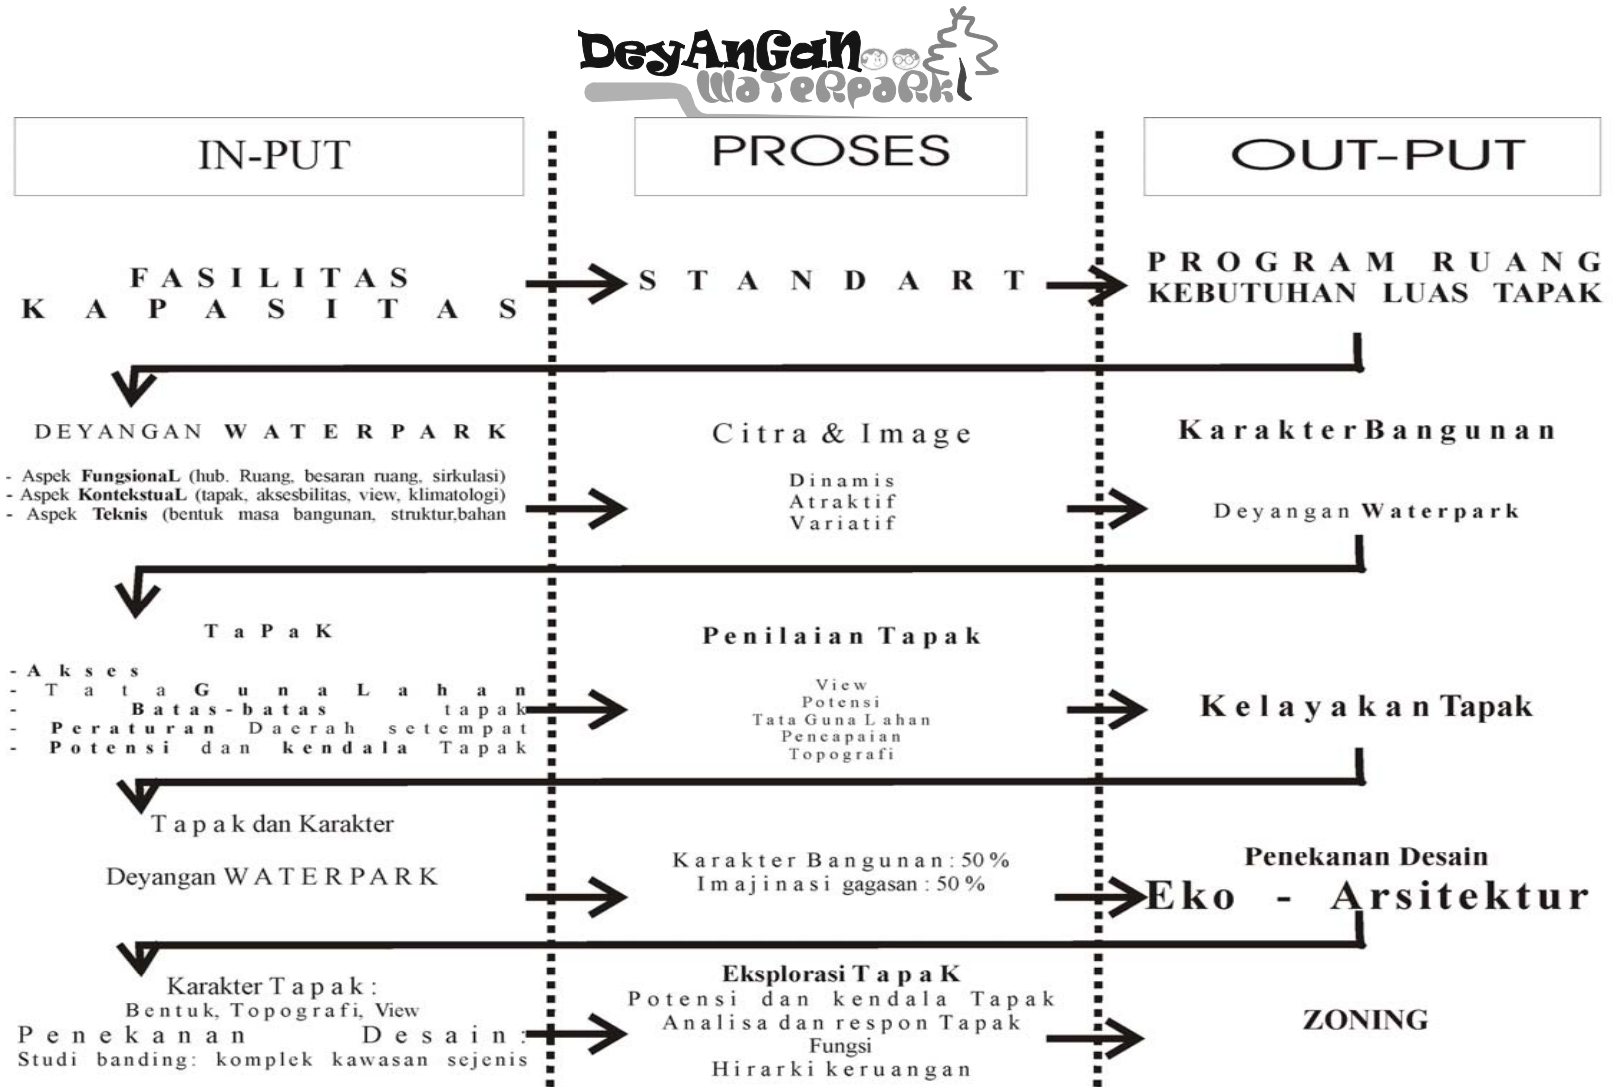 DeyAnGan
WaTeRpaRk
IN-PUT
PROSES
OUT-PUT
FASILITAS
KAPASITAS
STANDART
PROGRAM RUANG
KEBUTUHAN LUAS TAPAK
DEYANGAN WATERPARK
- Aspek FungsionaL (hub. Ruang, besaran ruang, sirkulasi)
- Aspek KontekstuaL (tapak, aksesbilitas, view, klimatologi)
- Aspek Teknis (bentuk masa bangunan, struktur,bahan
Citra & Image
Dinamis
Atraktif
Variatif
Karakter Bangunan
Deyangan Waterpark
TaPaK
- Akses
- Tata Guna Lahan
- Batas-batas tapak
- Peraturan Daerah setempat
- Potensi dan kendala Tapak
Penilaian Tapak
View
Potensi
Tata Guna Lahan
Pencapaian
Topografi
Kelayakan Tapak
Tapak dan Karakter
Deyangan WATERPARK
Karakter Bangunan : 50%
Imajinasi gagasan : 50%
Penekanan Desain
Eko - Arsitektur
Karakter Tapak :
Bentuk, Topografi, View
Penekanan Desain:
Studi banding: komplek kawasan sejenis
Eksplorasi TapaK
Potensi dan kendala Tapak
Analisa dan respon Tapak
Fungsi
Hirarki keruangan
ZONING